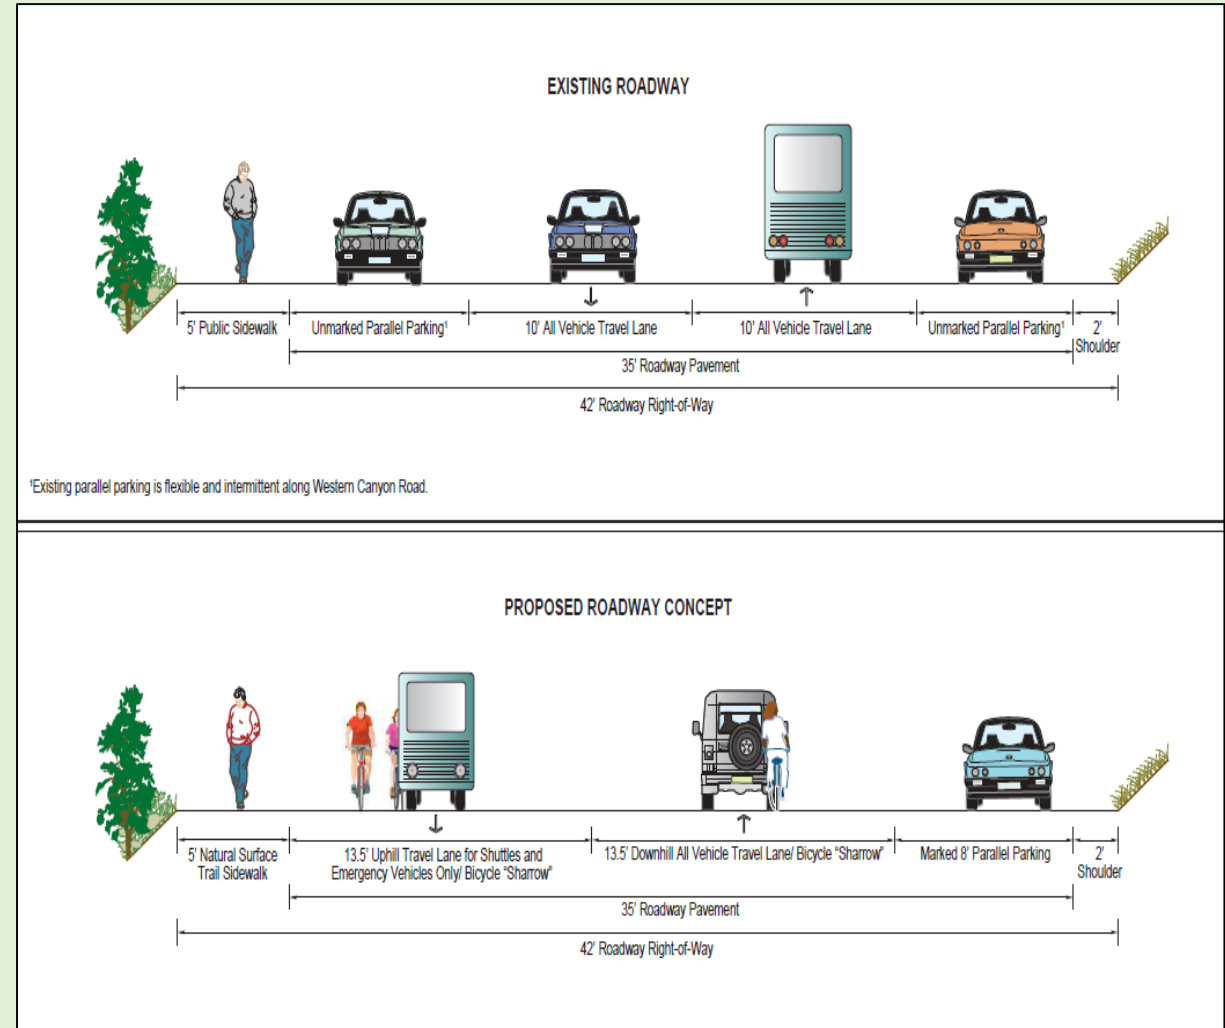 EXISTING ROADWAY
5' Public Sidewalk
Unmarked Parallel Parking¹
10' All Vehicle Travel Lane
10' All Vehicle Travel Lane
Unmarked Parallel Parking¹
2'
Shoulder
35' Roadway Pavement
42' Roadway Right-of-Way
¹Existing parallel parking is flexible and intermittent along Western Canyon Road.
PROPOSED ROADWAY CONCEPT
5' Natural Surface
Trail Sidewalk
13.5' Uphill Travel Lane for Shuttles and
Emergency Vehicles Only/ Bicycle “Sharrow”
13.5' Downhill All Vehicle Travel Lane/ Bicycle “Sharrow”
Marked 8' Parallel Parking
2'
Shoulder
35' Roadway Pavement
42' Roadway Right-of-Way